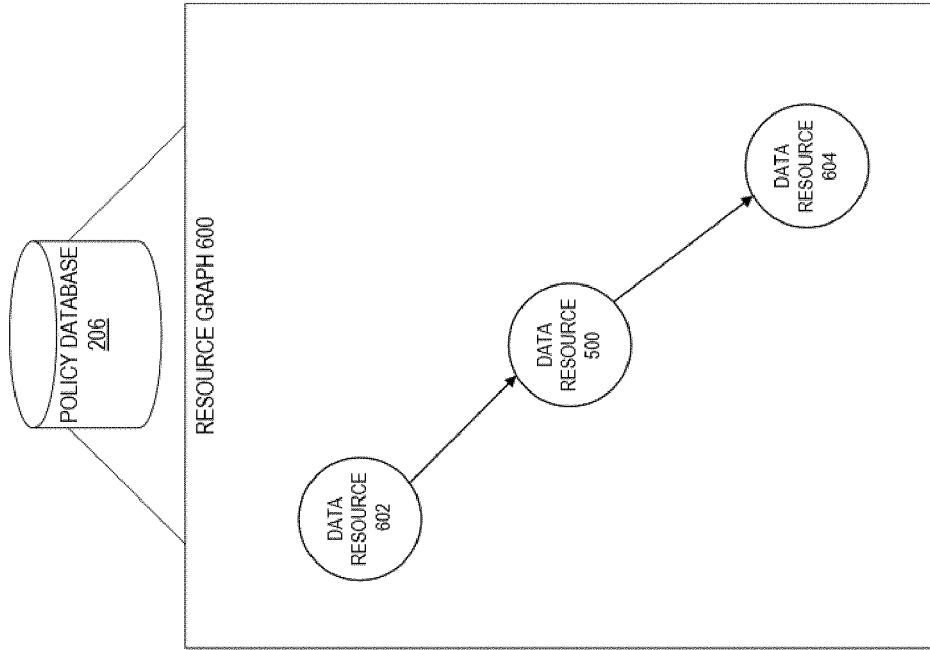 POLICY DATABASE
206
RESOURCE GRAPH 600
DATA
RESOURCE
602
DATA
RESOURCE
500
DATA
RESOURCE
604